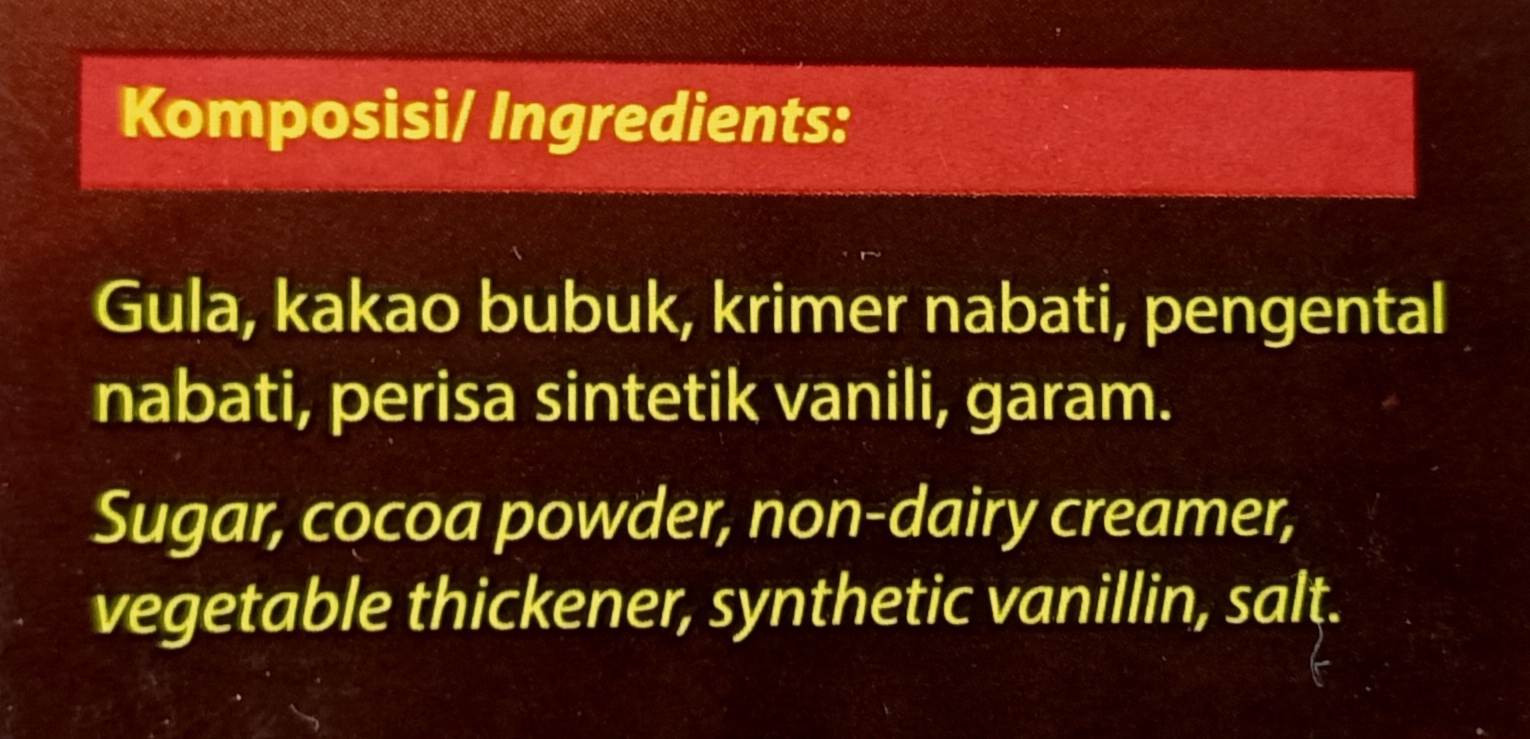 Komposisi/ Ingredients:
Gula, kakao bubuk, krimer nabati, pengental
nabati, perisa sintetik vanili, garam.
Sugar, cocoa powder, non-dairy creamer,
vegetable thickener, synthetic vanillin, salt.